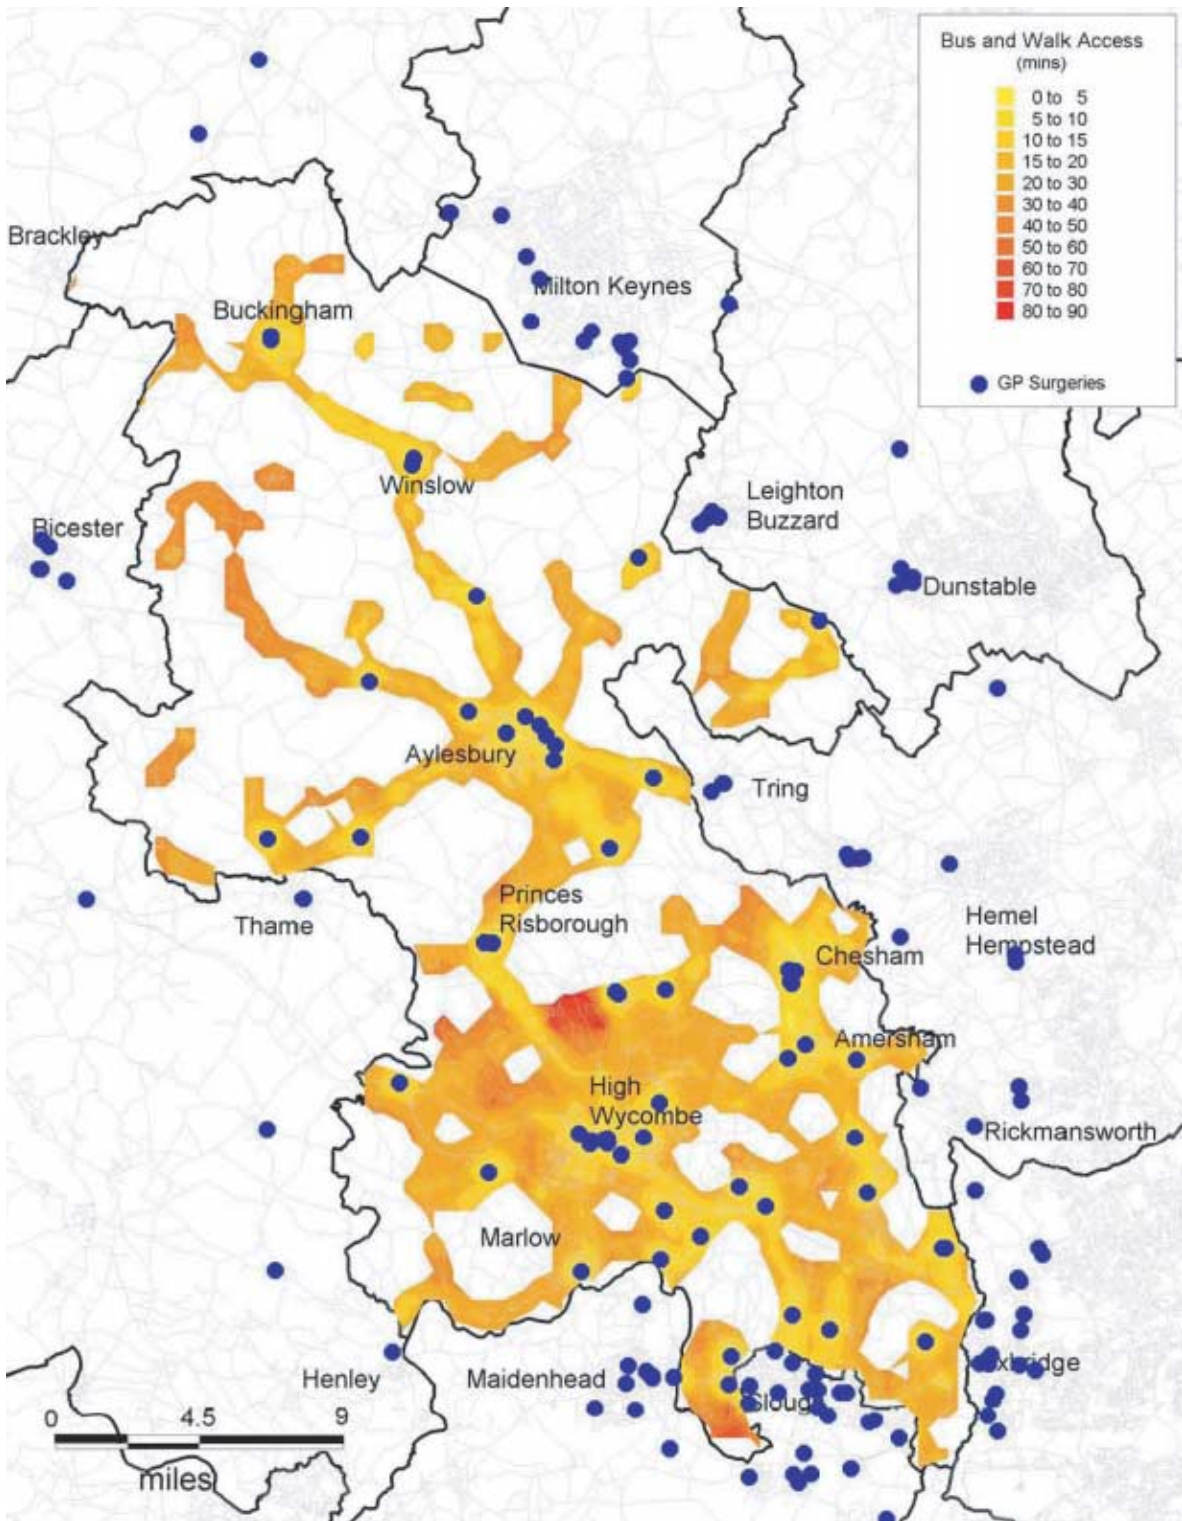 Bus and Walk Access
(mins)
0 to 5
5 to 10
10 to 15
15 to 20
20 to 30
30 to 40
40 to 50
50 to 60
60 to 70
70 to 80
80 to 90
GP Surgeries
Brackley
Buckingham
Milton Keynes
Winslow
Leighton
Buzzard
Bicester
Dunstable
Aylesbury
Tring
Princes
Risborough
Thame
Hemel
Hempstead
Chesham
Amersham
High
Wycombe
Rickmansworth
Marlow
Henley
Maidenhead
Slough
Uxbridge
0 4.5 9
miles